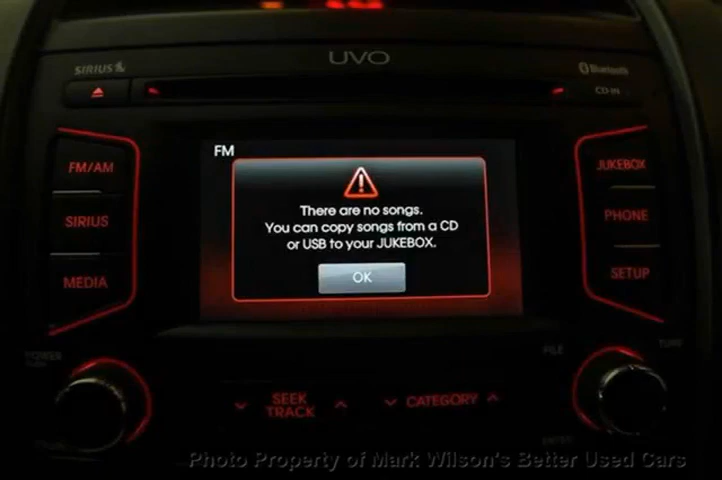 UVO
SIRIUS
Bluetooth
CD-IN
FM/AM
SIRIUS
MEDIA
FM
There are no songs.
You can copy songs from a CD
or USB to your JUKEBOX.
OK
JUKEBOX
PHONE
SETUP
POWER
FILE
TUNE
SEEK
TRACK
CATEGORY
Photo Property of Mark Wilson's Better Used Cars